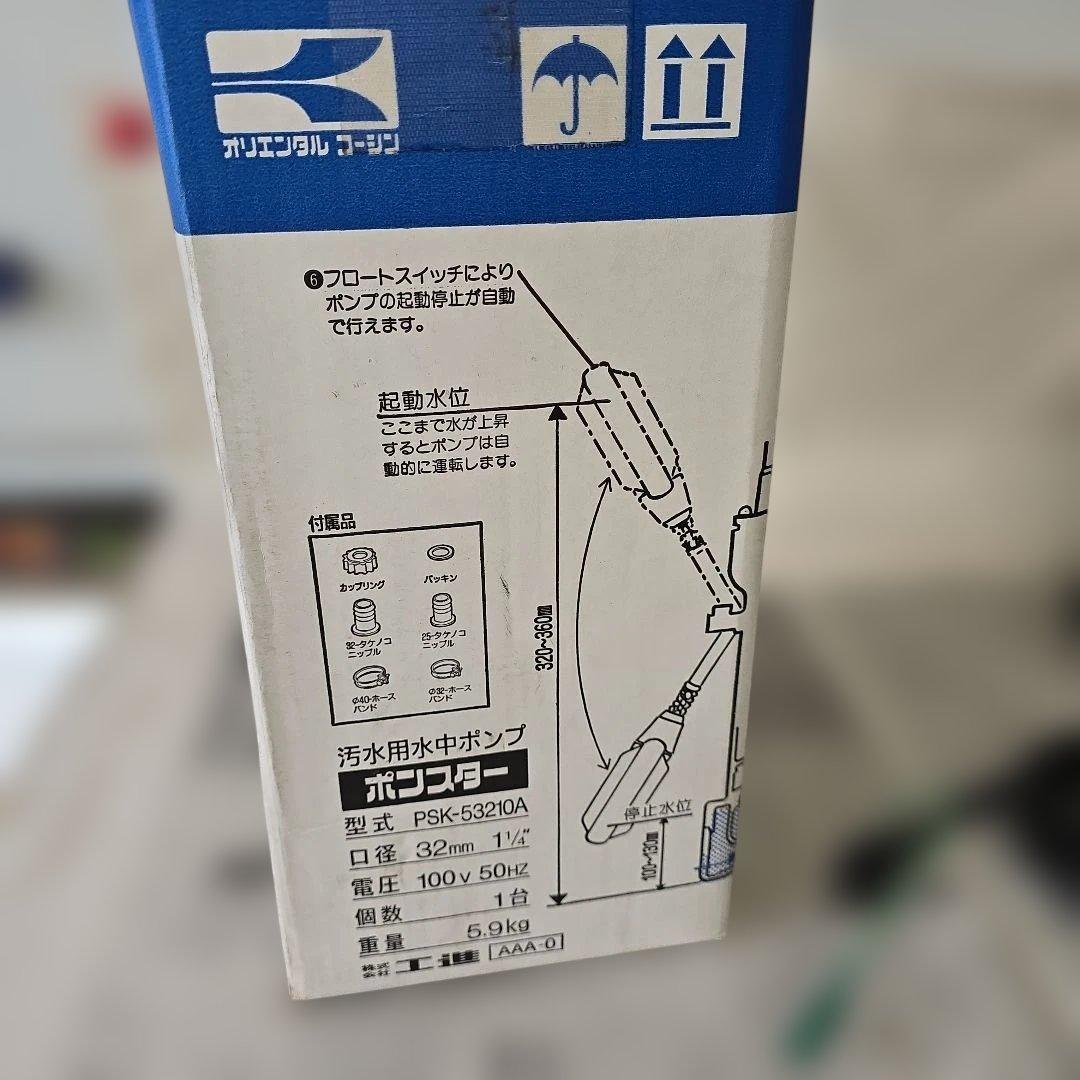 オリエンタル コーシン
❻フロートスイッチにより
ポンプの起動停止が自動
で行えます。
起動水位
ここまで水が上昇
するとポンプは自
動的に運転します。
付属品
カップリング
パッキン
32-タケノコ
ニップル
25-タケノコ
ニップル
φ40-ホース
バンド
φ32-ホース
バンド
320~360㎜
停止水位
100~130㎜
汚水用水中ポンプ
ポンスター
型式 PSK-53210A
口径 32mm 1¼"
電圧 100V 50HZ
個数 1台
重量 5.9kg
株式会社 工進 AAA-0